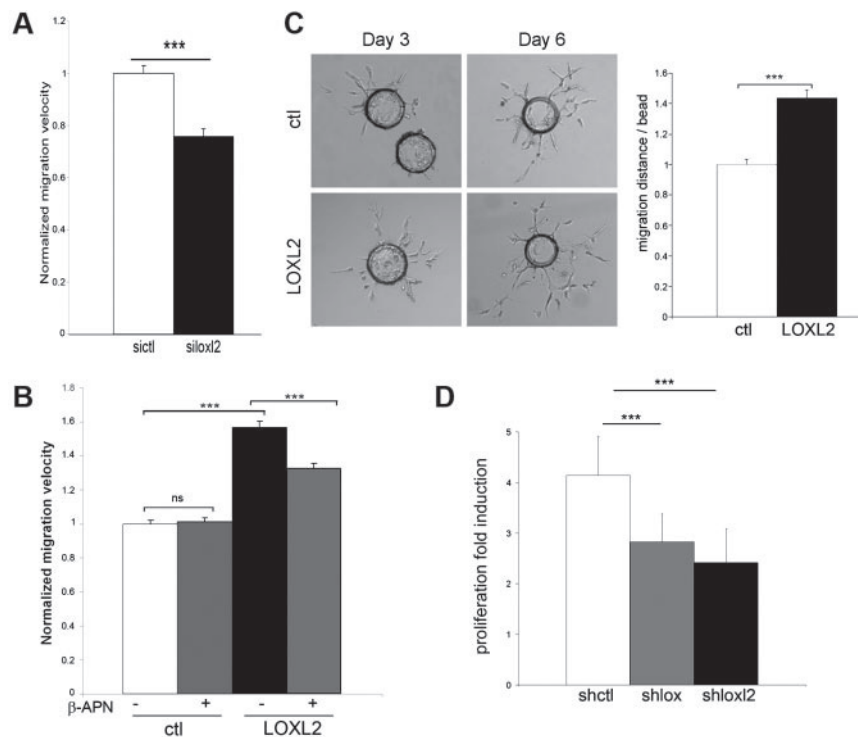 A
Normalized migration velocity
1.2
1
0.8
0.6
0.4
0.2
0
***
sictl
siloxl2
C
Day 3
Day 6
ctl
LOXL2
migration distance / bead
1.6
1.4
1.2
1
0.8
0.6
0.4
0.2
0
***
ctl
LOXL2
B
Normalized migration velocity
1.8
1.6
1.4
1.2
1
0.8
0.6
0.4
0.2
0
***
***
ns
β-APN
-
+
-
+
ctl
LOXL2
D
proliferation fold induction
5
4
3
2
1
0
***
***
shctl
shlox
shloxl2